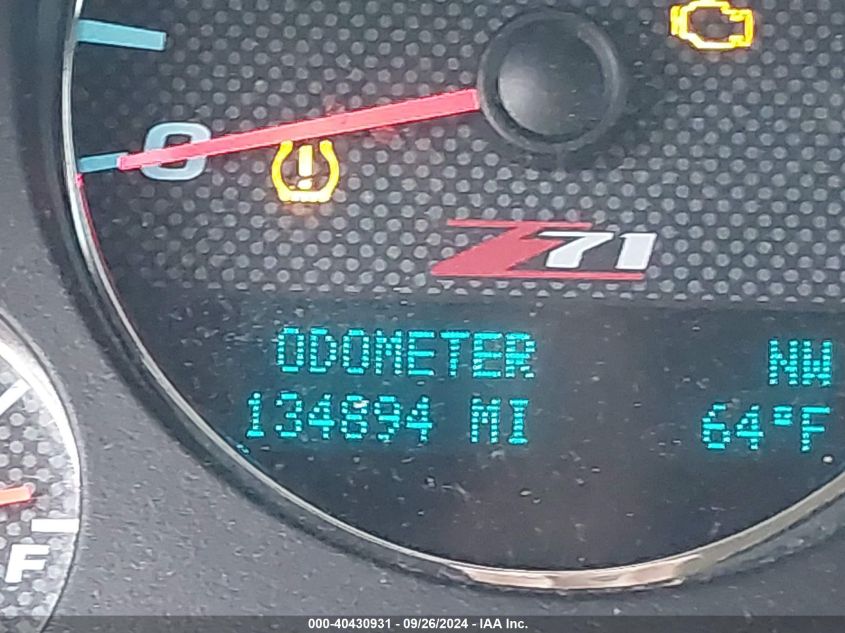 0
Z71
ODOMETER NW
134894 MI 64°F
F
000-40430931 - 09/26/2024 - IAA Inc.